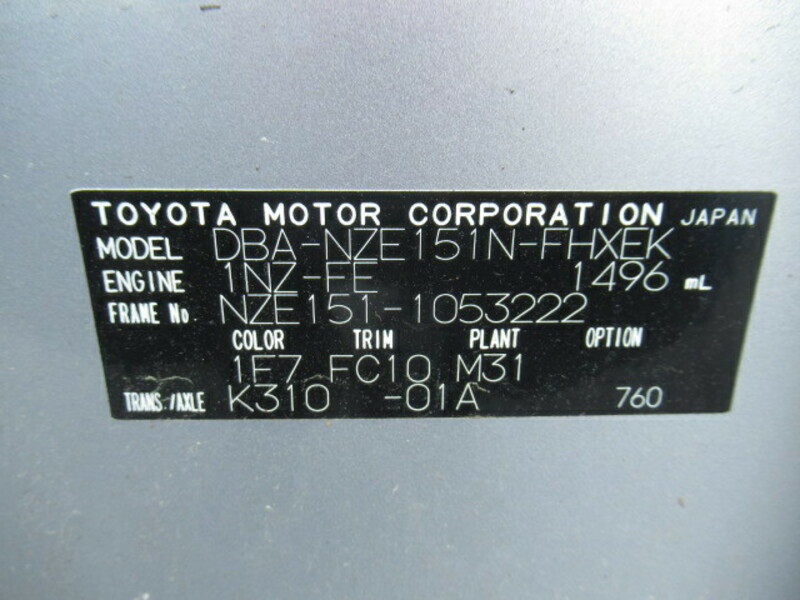 TOYOTA MOTOR CORPORATION JAPAN
MODEL DBA-NZE151N-FHXEK
ENGINE 1NZ-FE 1496 mL
FRAME No. NZE151-1053222
COLOR TRIM PLANT OPTION
1F7 FC10 M31
TRANS./AXLE K310 -01A 760